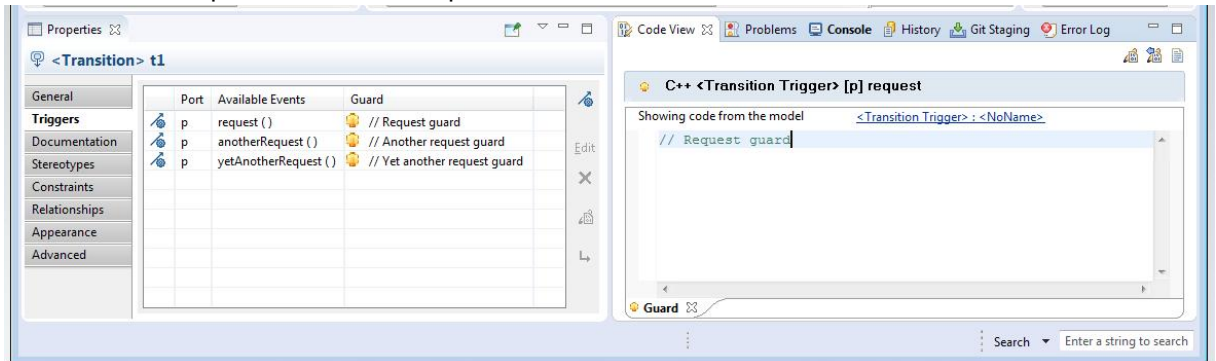 Properties
<Transition> t1
General
Triggers
Documentation
Stereotypes
Constraints
Relationships
Appearance
Advanced
Port Available Events Guard
p request ( ) // Request guard
p anotherRequest ( ) // Another request guard
p yetAnotherRequest ( ) // Yet another request guard
Edit
Code View Problems Console History Git Staging Error Log
C++ <Transition Trigger> [p] request
Showing code from the model <Transition Trigger> : <NoName>
// Request guard
Guard
Search Enter a string to search